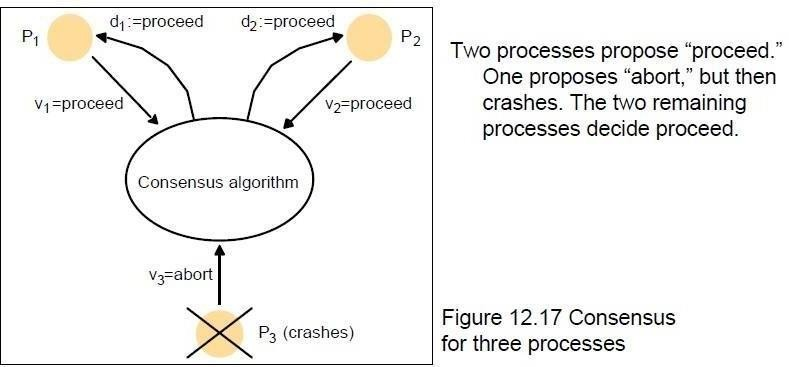 d₁:=proceed d₂:=proceed
P₁ P₂
v₁=proceed v₂=proceed
Consensus algorithm
v₃=abort
P₃ (crashes)
Two processes propose “proceed.”
One proposes “abort,” but then
crashes. The two remaining
processes decide proceed.
Figure 12.17 Consensus
for three processes